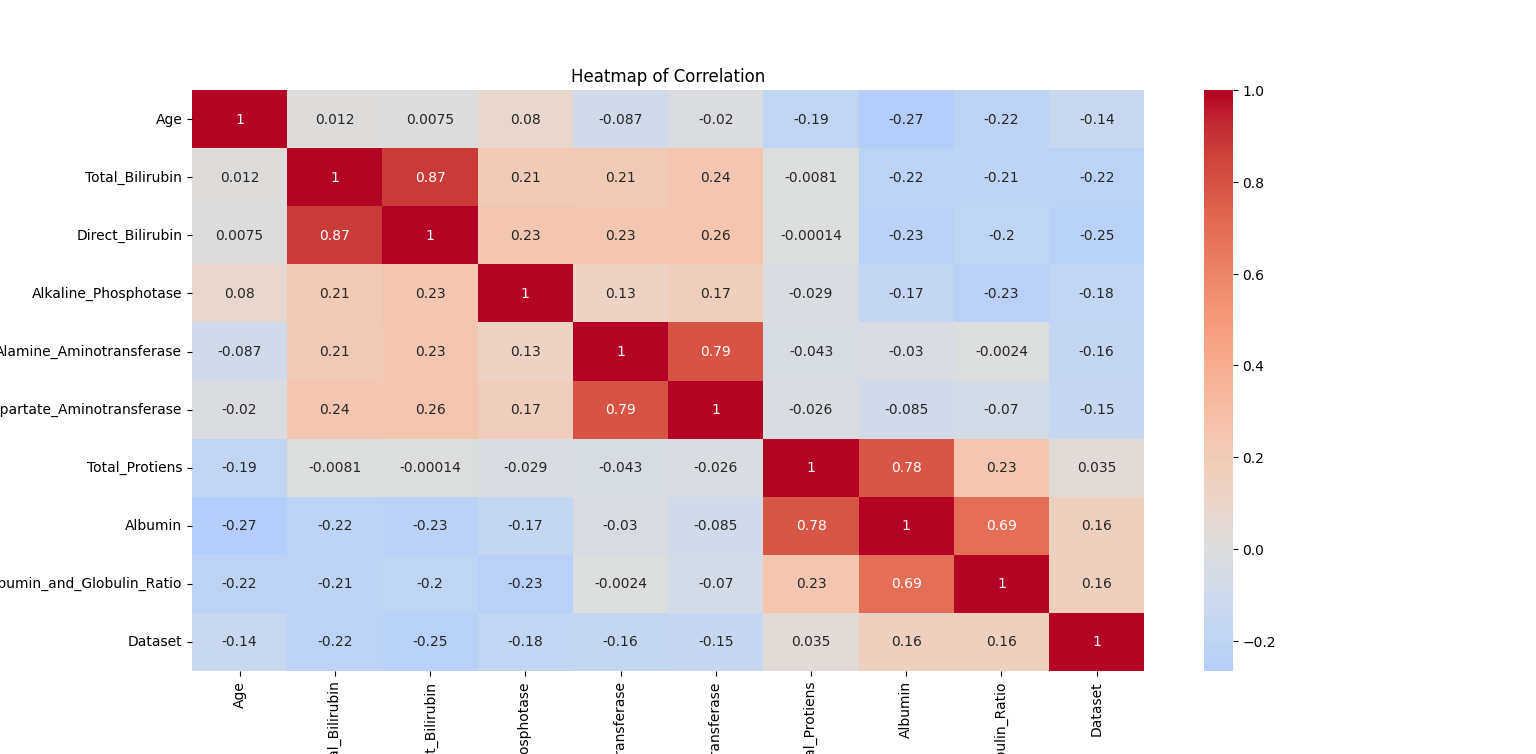 Heatmap of Correlation
Age 1 0.012 0.0075 0.08 -0.087 -0.02 -0.19 -0.27 -0.22 -0.14
Total_Bilirubin 0.012 1 0.87 0.21 0.21 0.24 -0.0081 -0.22 -0.21 -0.22
Direct_Bilirubin 0.0075 0.87 1 0.23 0.23 0.26 -0.00014 -0.23 -0.2 -0.25
Alkaline_Phosphotase 0.08 0.21 0.23 1 0.13 0.17 -0.029 -0.17 -0.23 -0.18
Alamine_Aminotransferase -0.087 0.21 0.23 0.13 1 0.79 -0.043 -0.03 -0.0024 -0.16
partate_Aminotransferase -0.02 0.24 0.26 0.17 0.79 1 -0.026 -0.085 -0.07 -0.15
Total_Protiens -0.19 -0.0081 -0.00014 -0.029 -0.043 -0.026 1 0.78 0.23 0.035
Albumin -0.27 -0.22 -0.23 -0.17 -0.03 -0.085 0.78 1 0.69 0.16
bumin_and_Globulin_Ratio -0.22 -0.21 -0.2 -0.23 -0.0024 -0.07 0.23 0.69 1 0.16
Dataset -0.14 -0.22 -0.25 -0.18 -0.16 -0.15 0.035 0.16 0.16 1
Age
al_Bilirubin
t_Bilirubin
osphotase
ransferase
transferase
al_Protiens
Albumin
bulin_Ratio
Dataset
1.0
0.8
0.6
0.4
0.2
0.0
−0.2